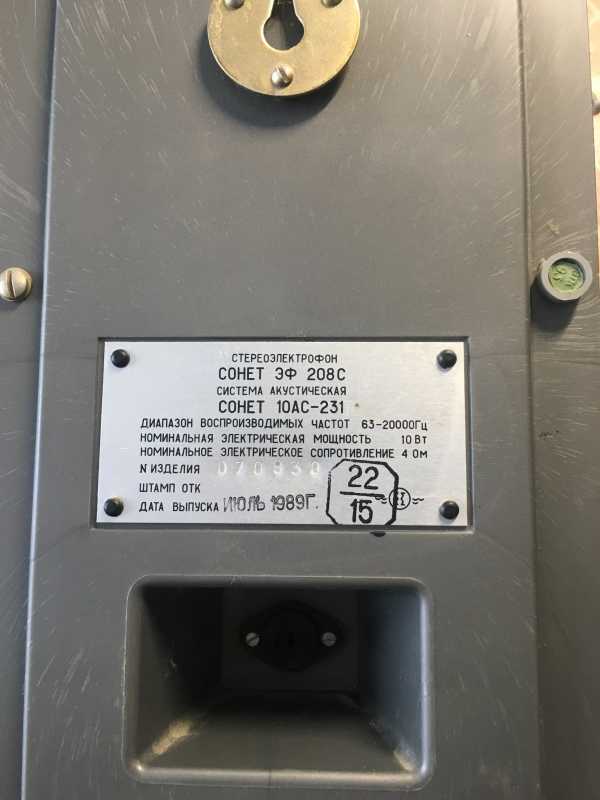 СТЕРЕОЭЛЕКТРОФОН
СОНЕТ ЭФ 208С
СИСТЕМА АКУСТИЧЕСКАЯ
СОНЕТ 10АС-231
ДИАПАЗОН ВОСПРОИЗВОДИМЫХ ЧАСТОТ 63-20000Гц
НОМИНАЛЬНАЯ ЭЛЕКТРИЧЕСКАЯ МОЩНОСТЬ 10 Вт
НОМИНАЛЬНОЕ ЭЛЕКТРИЧЕСКОЕ СОПРОТИВЛЕНИЕ 4 Ом
N ИЗДЕЛИЯ 070930
ШТАМП ОТК
22
15
ДАТА ВЫПУСКА ИЮЛЬ 1989Г.